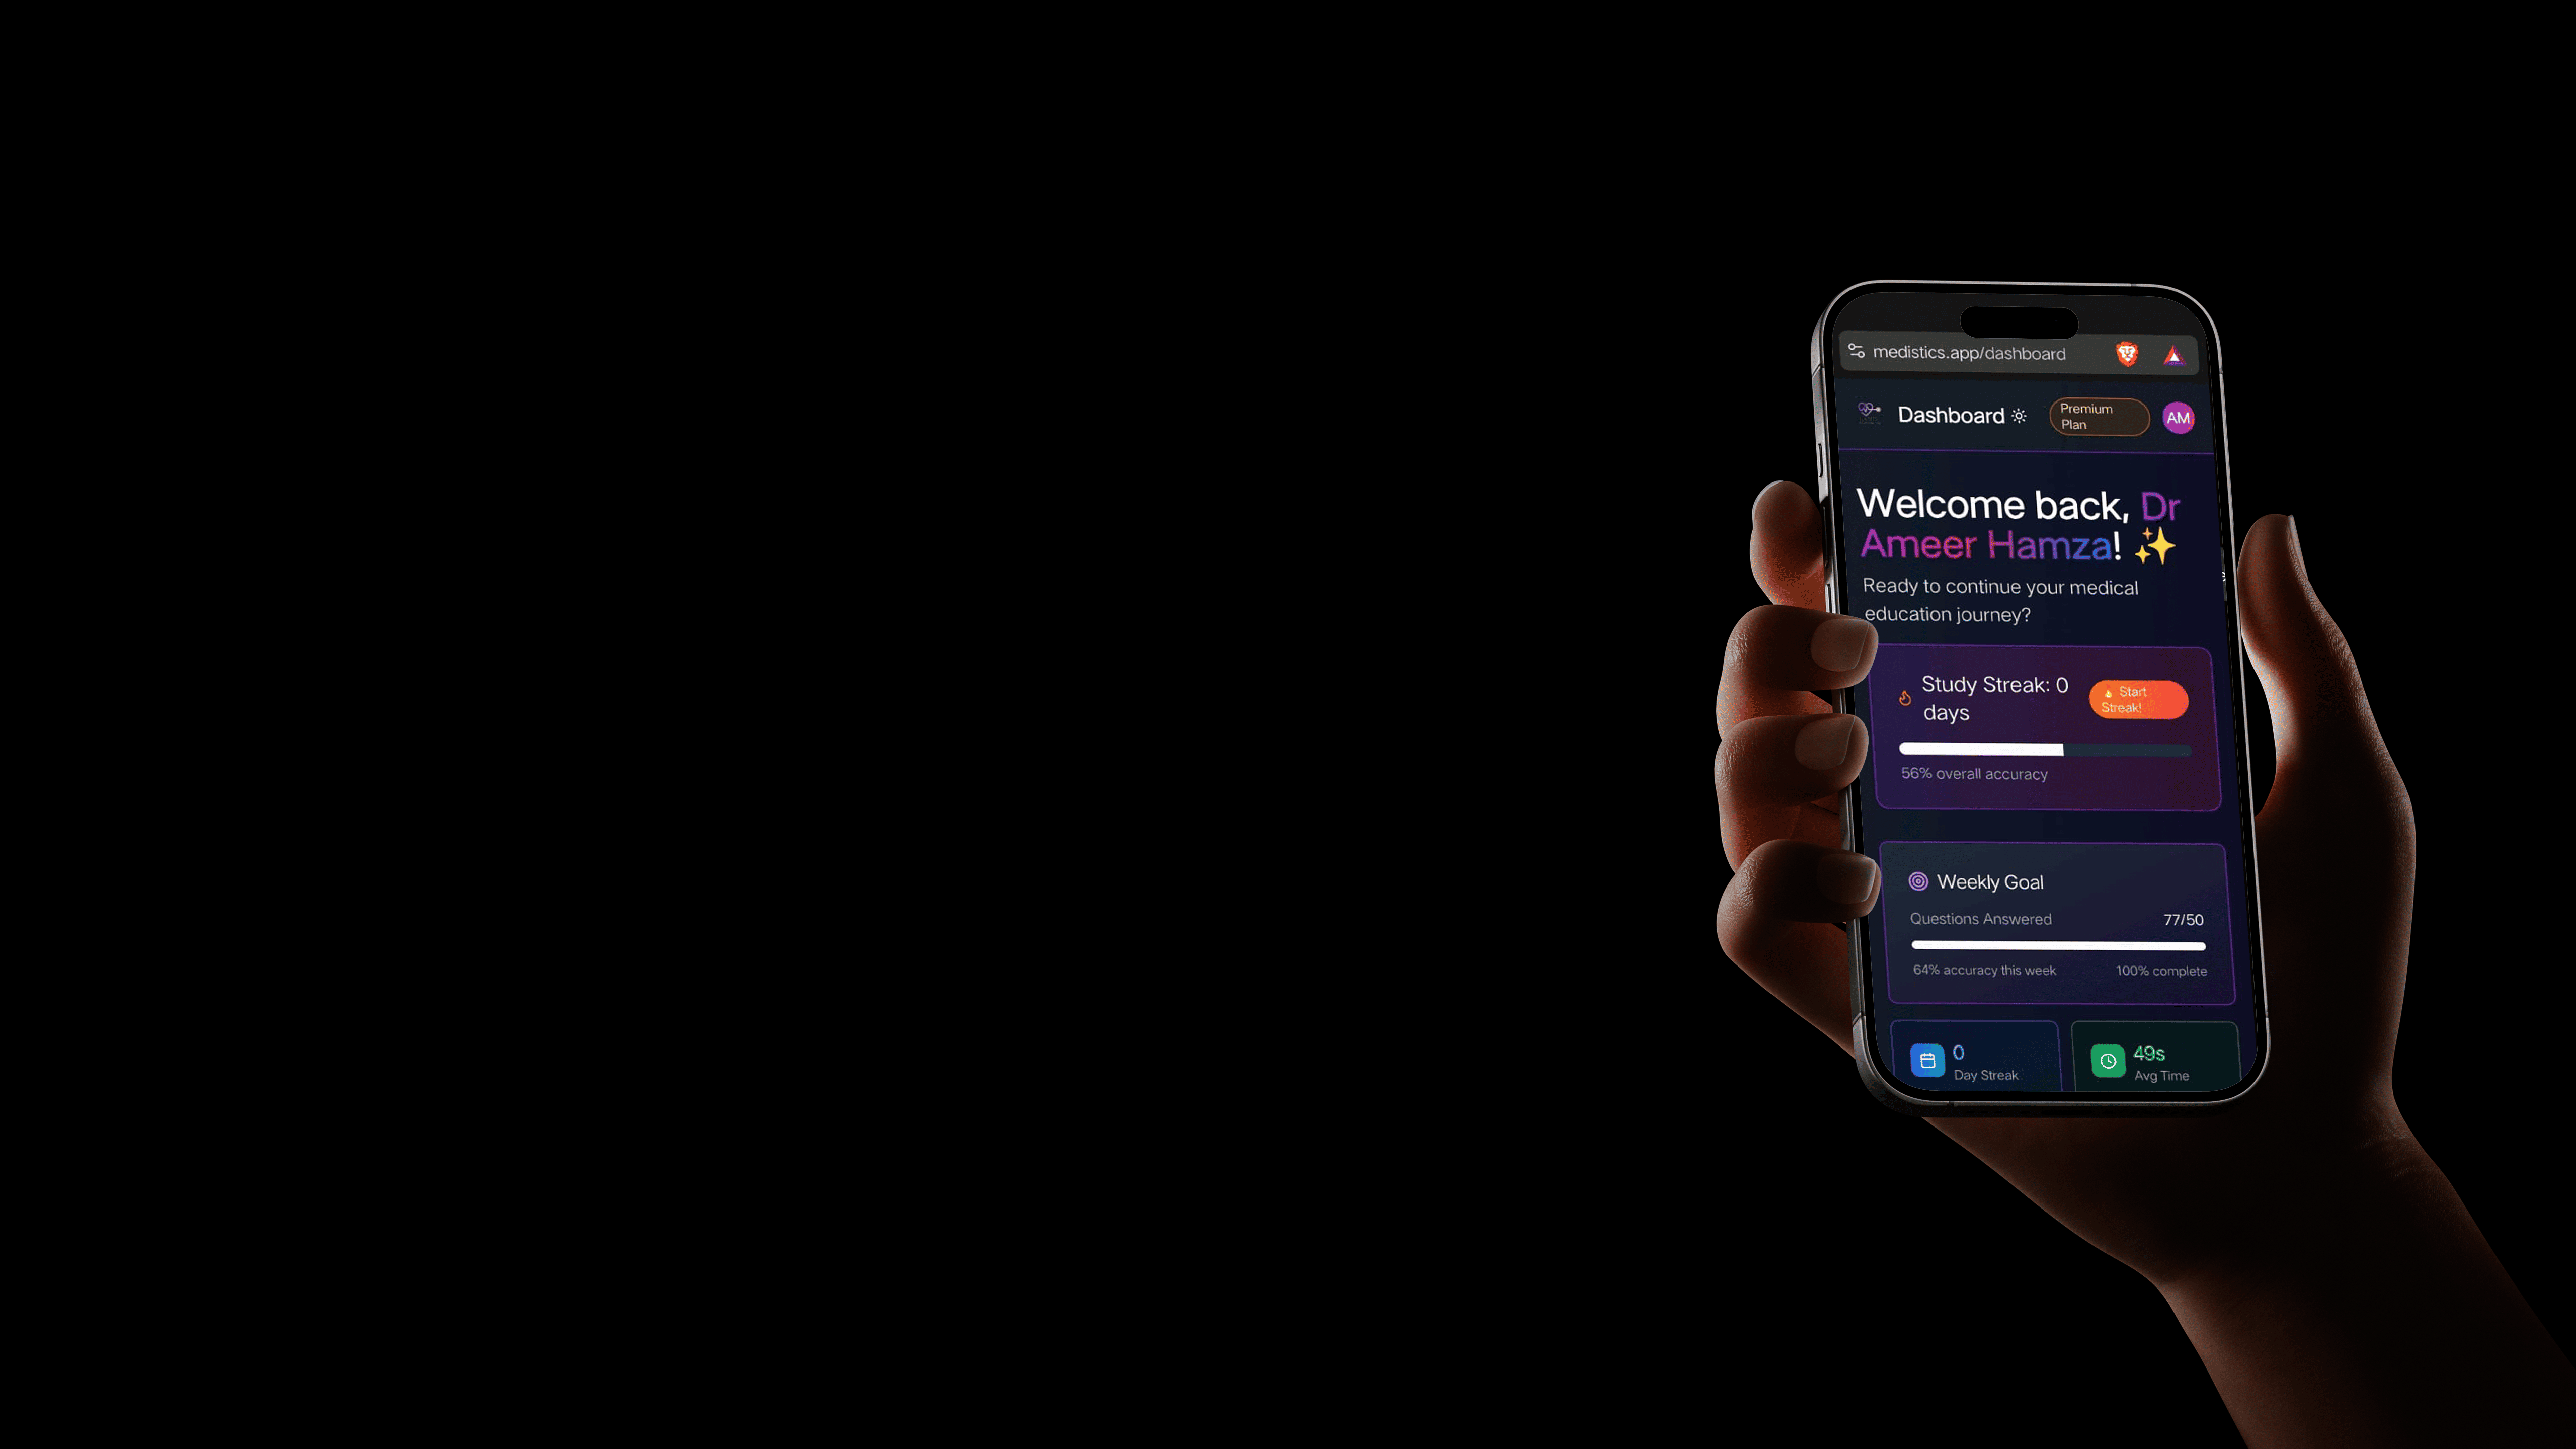 medistics.app/dashboard
Dashboard
Premium
Plan
AM
Welcome back, Dr
Ameer Hamza! ✨
Ready to continue your medical
education journey?
Study Streak: 0
days
🔥 Start
Streak!
56% overall accuracy
Weekly Goal
Questions Answered
77/50
64% accuracy this week
100% complete
0
Day Streak
49s
Avg Time